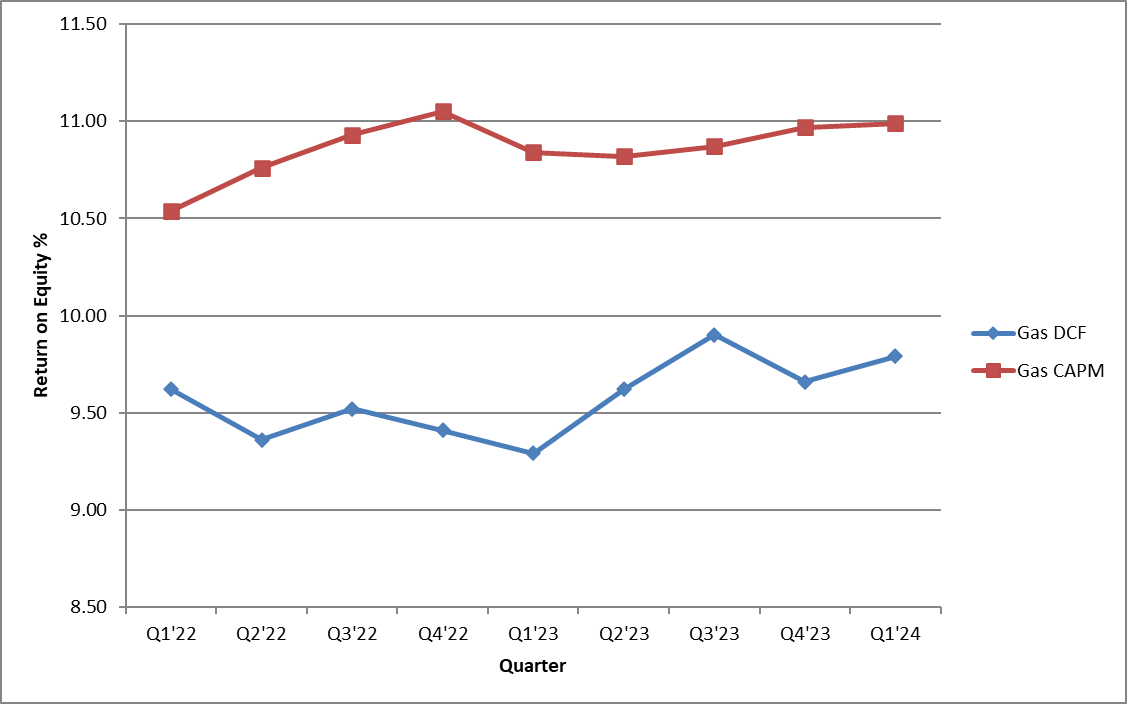 11.50
11.00
10.50
10.00
9.50
9.00
8.50
Return on Equity %
Q1'22 Q2'22 Q3'22 Q4'22 Q1'23 Q2'23 Q3'23 Q4'23 Q1'24
Quarter
Gas DCF
Gas CAPM